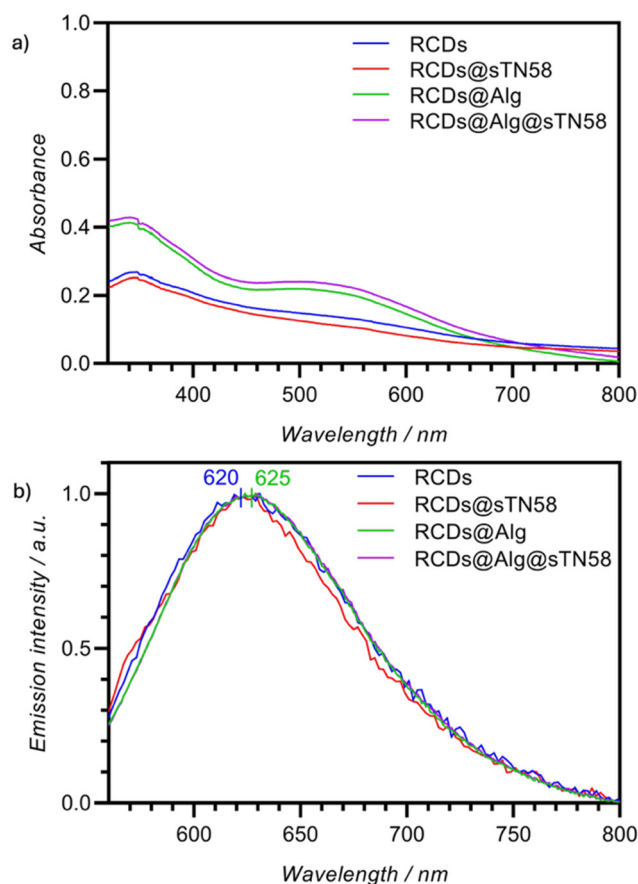 a)
Absorbance
1.0
0.8
0.6
0.4
0.2
0.0
RCDs
RCDs@sTN58
RCDs@Alg
RCDs@Alg@sTN58
400 500 600 700 800
Wavelength / nm
b)
Emission intensity / a.u.
1.0
0.5
0.0
620 625
RCDs
RCDs@sTN58
RCDs@Alg
RCDs@Alg@sTN58
600 650 700 750 800
Wavelength / nm